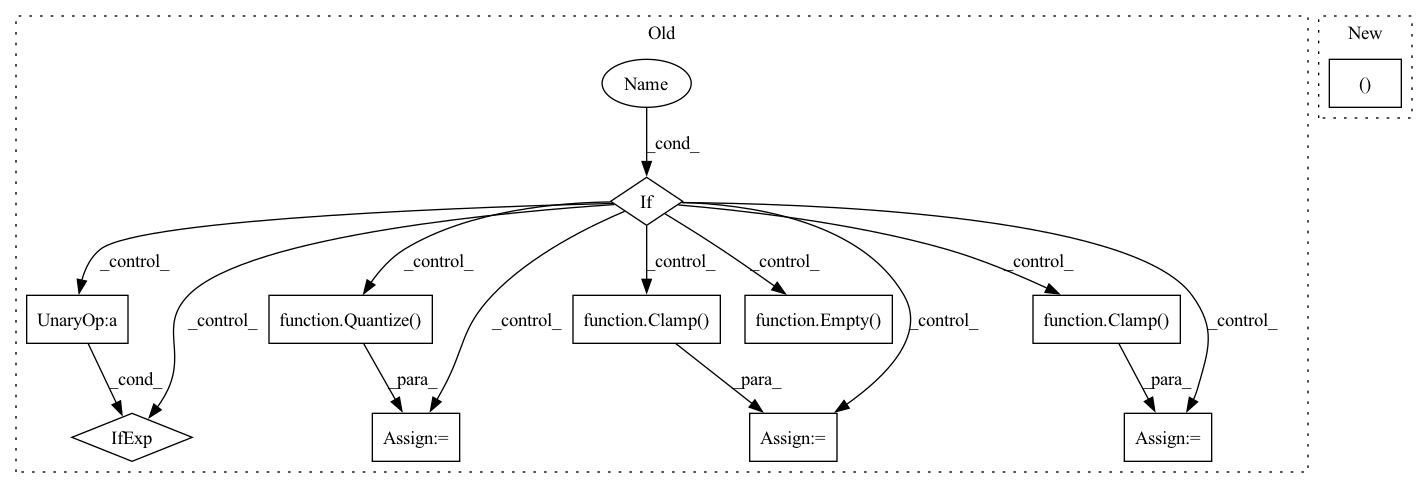 Old
New
Name
()
_cond_
If
_control_
_control_
_control_
_control_
_control_
_control_
_control_
_control_
_control_
UnaryOp:a
function.Quantize()
function.Clamp()
function.Empty()
function.Clamp()
_cond_
_para_
_para_
_para_
IfExp
Assign:=
Assign:=
Assign:=